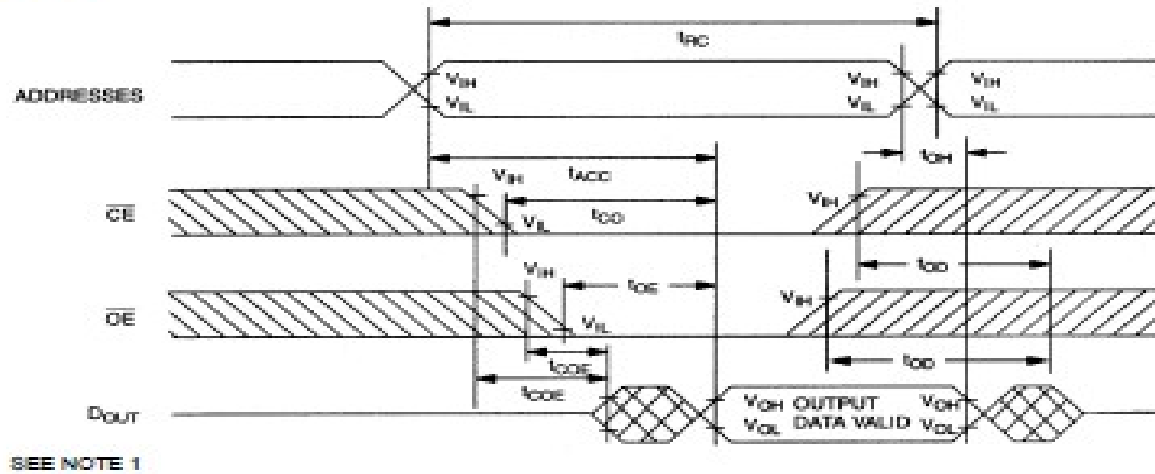 tRC
ADDRESSES
VIH
VIL
VIH
VIL
VIH
VIL
tOH
tACC
CE
VIH
VIL
tCO
VIH
tOD
OE
VIH
VIL
tOE
VIH
tOD
tCOE
tCOE
DOUT
VOH OUTPUT VOH
VOL DATA VALID VOL
SEE NOTE 1